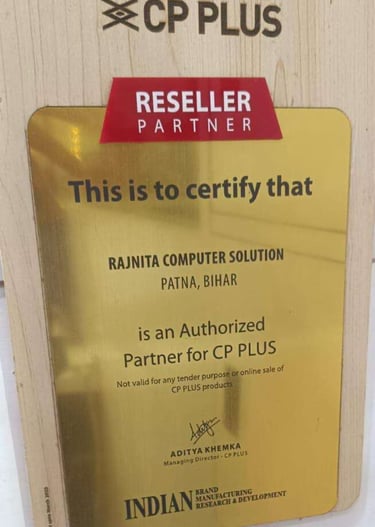 CP PLUS
RESELLER
PARTNER
This is to certify that
RAJNITA COMPUTER SOLUTION
PATNA, BIHAR
is an Authorized
Partner for CP PLUS
Not valid for any tender purpose or online sale of
CP PLUS products
ADITYA KHEMKA
Managing Director - CP PLUS
INDIAN BRAND
MANUFACTURING
RESEARCH & DEVELOPMENT